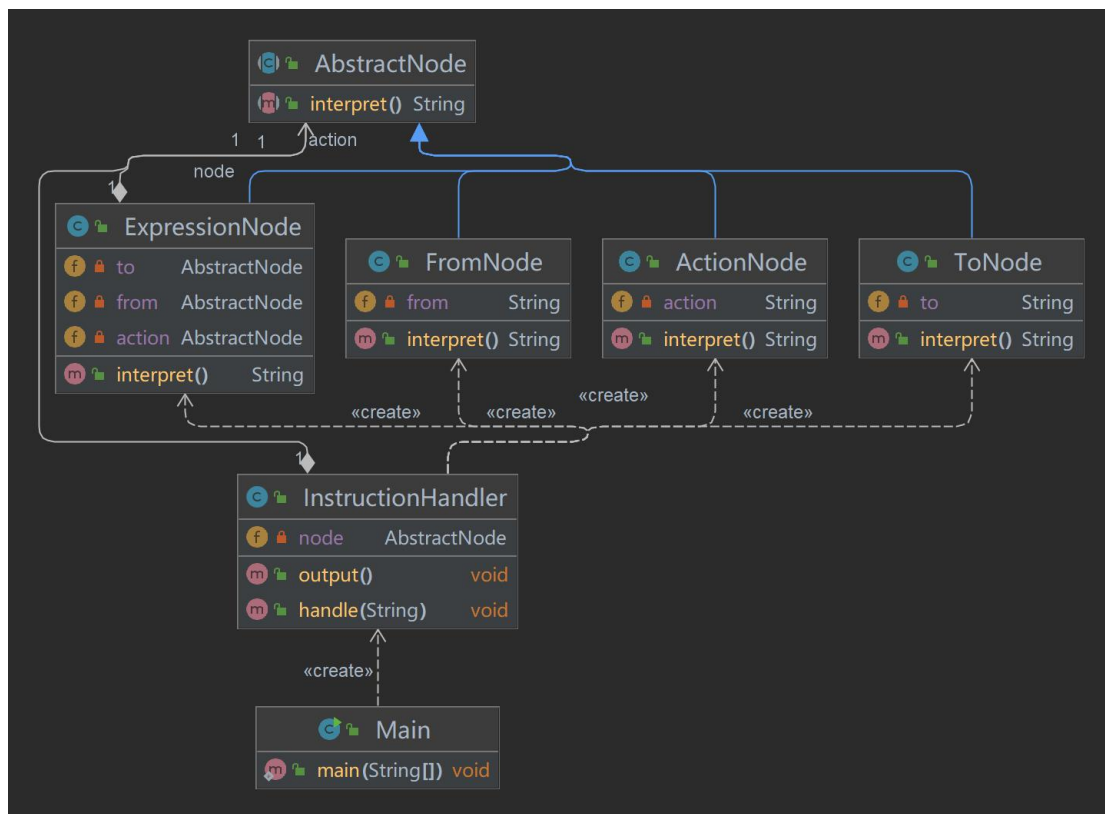 AbstractNode
interpret() String
1 1 action
node
1
ExpressionNode
to AbstractNode
from AbstractNode
action AbstractNode
interpret() String
FromNode
from String
interpret() String
ActionNode
action String
interpret() String
ToNode
to String
interpret() String
«create» «create» «create» «create»
1
InstructionHandler
node AbstractNode
output() void
handle(String) void
«create»
Main
main(String[]) void